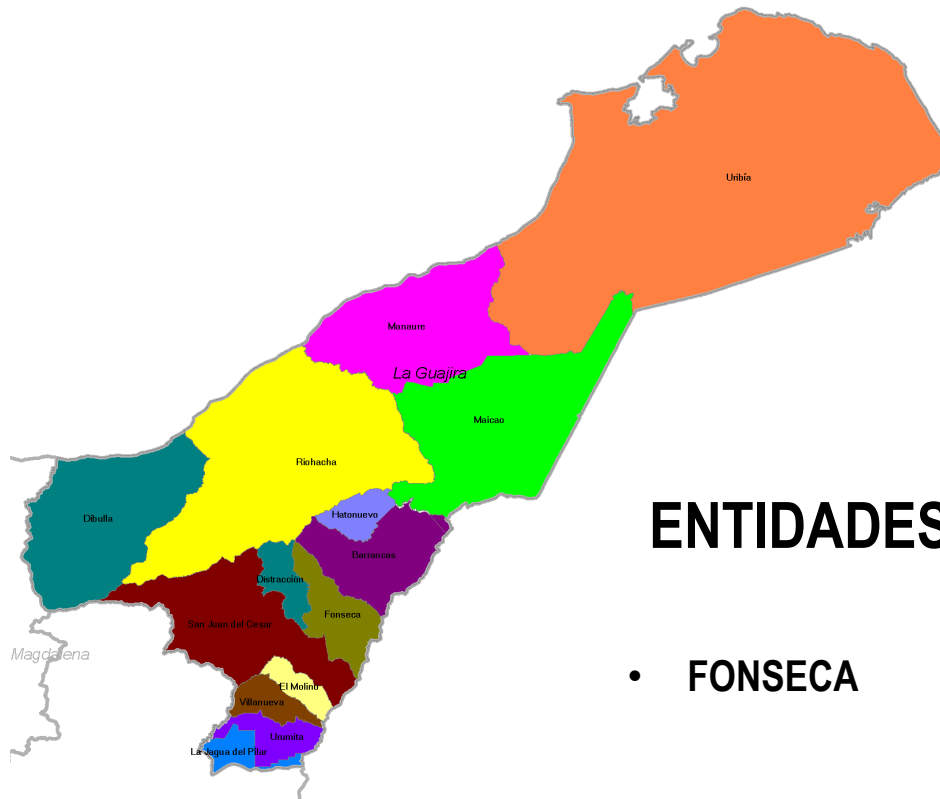 Uribía
Manaure
La Guajira
Maicao
Riohacha
Hatonuevo
Dibulla
Barrancas
Distracción
Fonseca
San Juan del Cesar
Magdalena
El Molino
Villanueva
Urumita
La Jagua del Pilar
ENTIDADES
• FONSECA